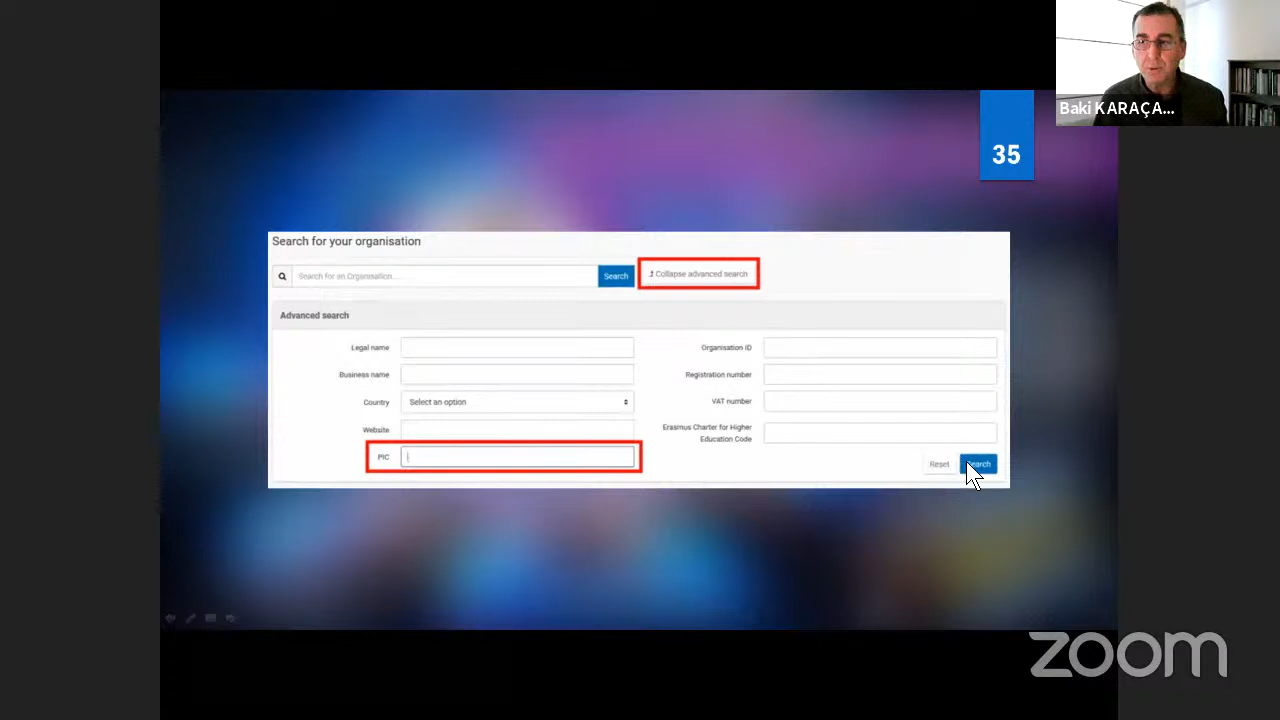 Baki KARAÇA...
35
Search for your organisation
Search for an Organisation...
Search
Collapse advanced search
Advanced search
Legal name
Organisation ID
Business name
Registration number
Country
Select an option
VAT number
Website
Erasmus Charter for Higher
Education Code
PIC
Reset
Search
zoom